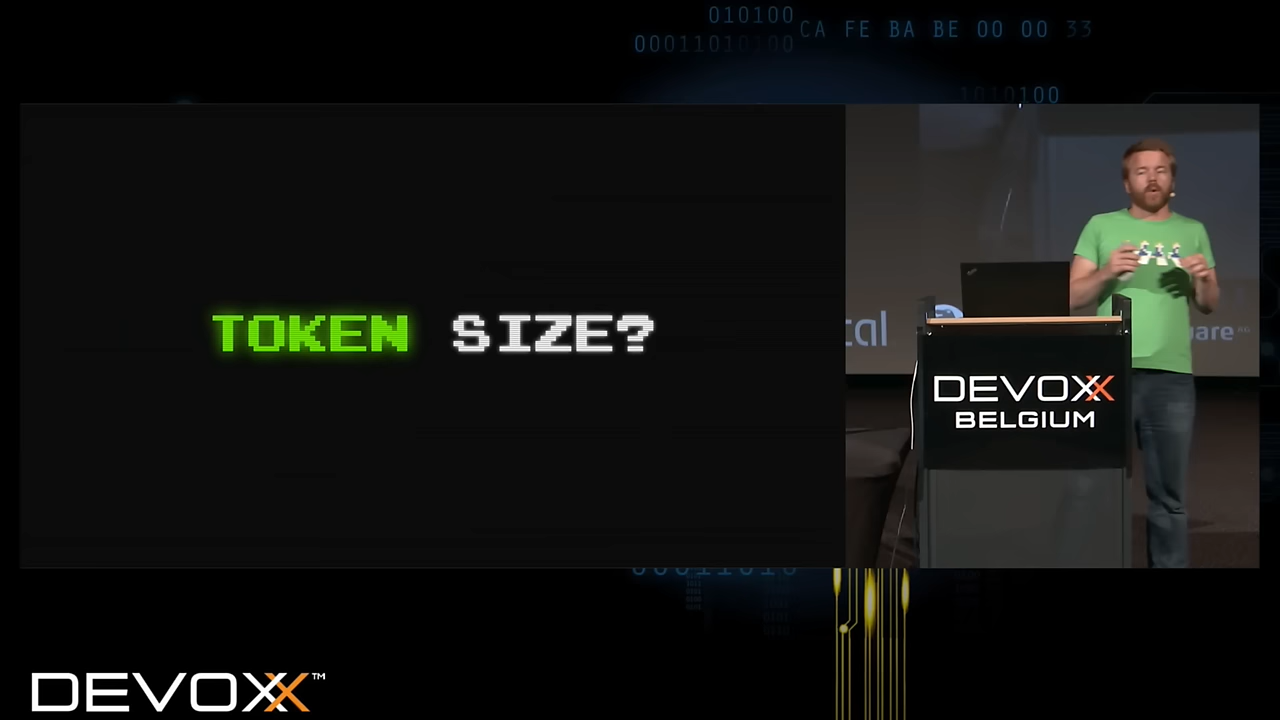 010100
00011010100
CA FE BA BE 00 00 33
1010100
TOKEN SIZE?
DEVOXX
BELGIUM
DEVOXX™